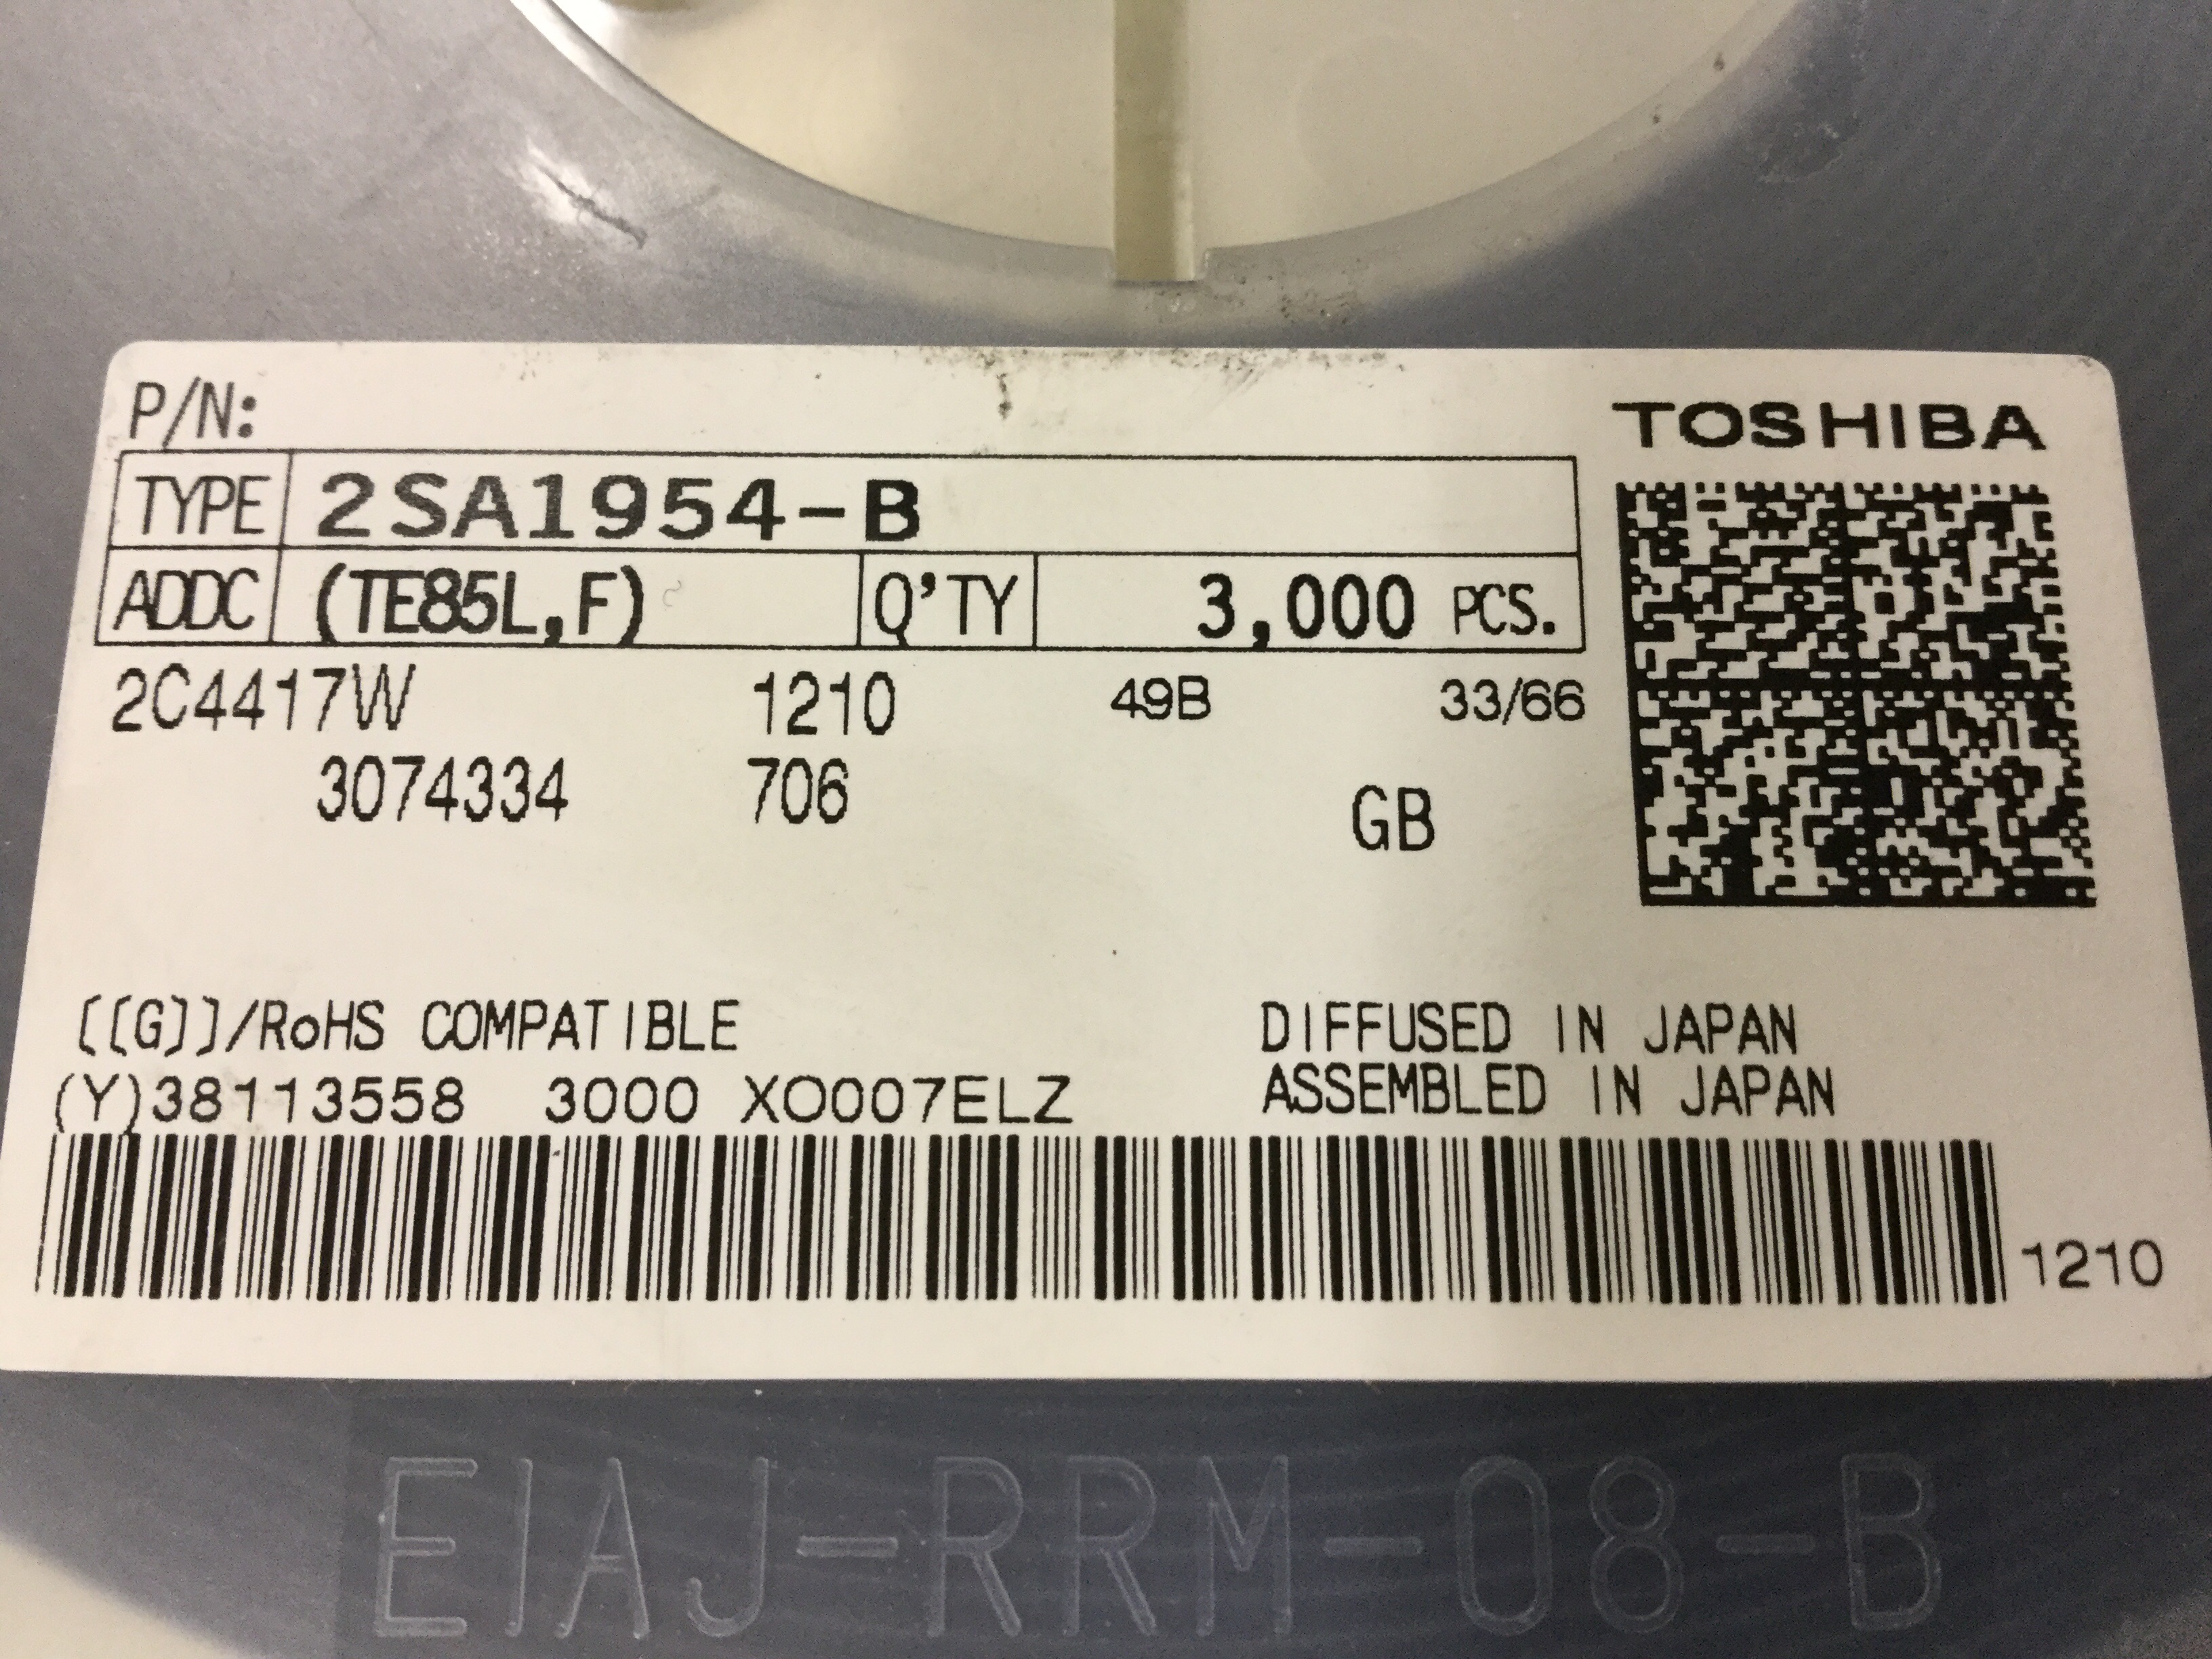 P/N:
TOSHIBA
TYPE 2SA1954-B
ADDC (TE85L,F) Q'TY 3,000 PCS.
2C4417W 1210 49B 33/66
3074334 706
GB
[[G]]/RoHS COMPATIBLE
DIFFUSED IN JAPAN
(Y)38113558 3000 XO007ELZ
ASSEMBLED IN JAPAN
1210
EIAJ-RRM-08-B